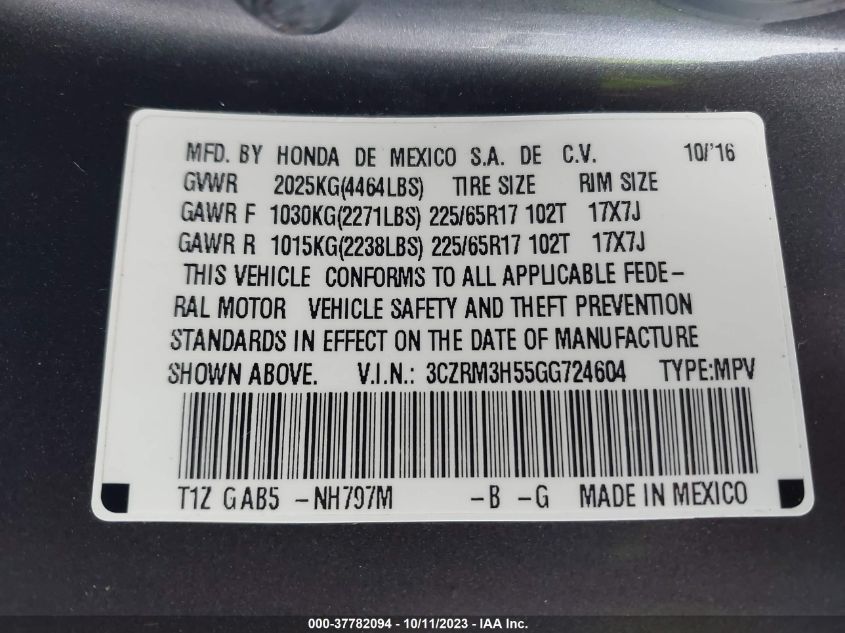 MFD. BY HONDA DE MEXICO S.A. DE C.V. 10/'16
GVWR 2025KG(4464LBS) TIRE SIZE RIM SIZE
GAWR F 1030KG(2271LBS) 225/65R17 102T 17X7J
GAWR R 1015KG(2238LBS) 225/65R17 102T 17X7J
THIS VEHICLE CONFORMS TO ALL APPLICABLE FEDE-
RAL MOTOR VEHICLE SAFETY AND THEFT PREVENTION
STANDARDS IN EFFECT ON THE DATE OF MANUFACTURE
SHOWN ABOVE. V.I.N.: 3CZRM3H55GG724604 TYPE:MPV
T1Z GAB5 -NH797M -B -G MADE IN MEXICO
000-37782094 - 10/11/2023 - IAA Inc.